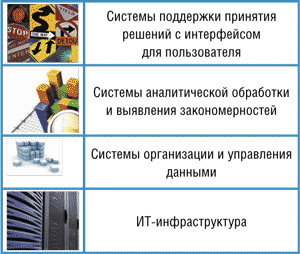 Системы поддержки принятия
решений с интерфейсом
для пользователя
Системы аналитической обработки
и выявления закономерностей
Системы организации и управления
данными
ИТ-инфраструктура